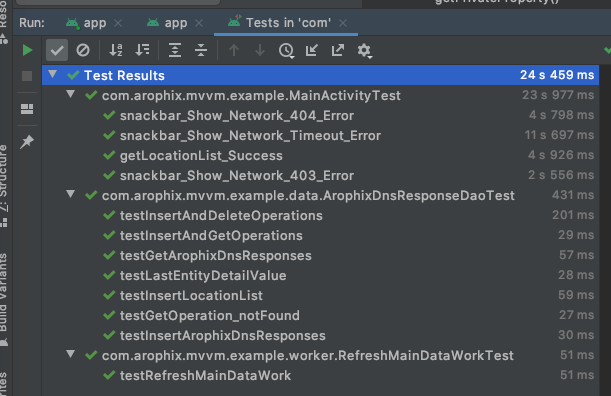 getPrivateProperty()
Run: app app Tests in 'com'
Test Results 24 s 459 ms
com.arophix.mvvm.example.MainActivityTest 23 s 977 ms
snackbar_Show_Network_404_Error 4 s 798 ms
snackbar_Show_Network_Timeout_Error 11 s 697 ms
getLocationList_Success 4 s 926 ms
snackbar_Show_Network_403_Error 2 s 556 ms
com.arophix.mvvm.example.data.ArophixDnsResponseDaoTest 431 ms
testInsertAndDeleteOperations 201 ms
testInsertAndGetOperations 29 ms
testGetArophixDnsResponses 57 ms
testLastEntityDetailValue 28 ms
testInsertLocationList 59 ms
testGetOperation_notFound 27 ms
testInsertArophixDnsResponses 30 ms
com.arophix.mvvm.example.worker.RefreshMainDataWorkTest 51 ms
testRefreshMainDataWork 51 ms
Z: Structure
Build Variants